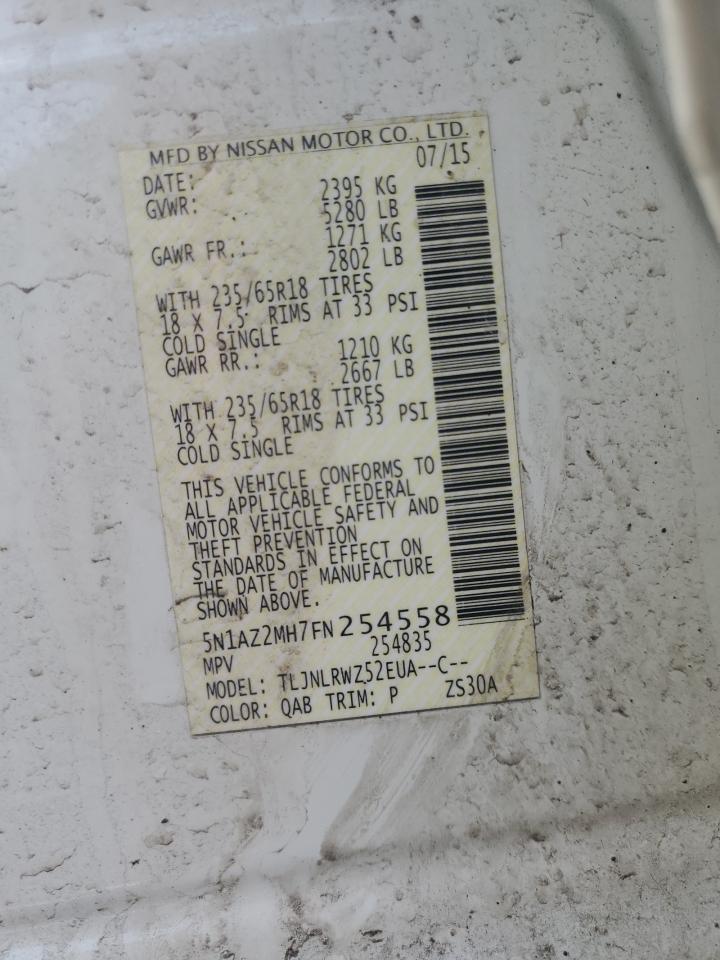 MFD BY NISSAN MOTOR CO., LTD.
DATE: 07/15
GVWR: 2395 KG
5280 LB
GAWR FR.: 1271 KG
2802 LB
WITH 235/65R18 TIRES
18 X 7.5 RIMS AT 33 PSI
COLD SINGLE
GAWR RR.: 1210 KG
2667 LB
WITH 235/65R18 TIRES
18 X 7.5 RIMS AT 33 PSI
COLD SINGLE
THIS VEHICLE CONFORMS TO
ALL APPLICABLE FEDERAL
MOTOR VEHICLE SAFETY AND
THEFT PREVENTION
STANDARDS IN EFFECT ON
THE DATE OF MANUFACTURE
SHOWN ABOVE.
5N1AZ2MH7FN254558
254835
MPV
MODEL: TLJNLRWZ52EUA--C--
COLOR: QAB TRIM: P ZS30A